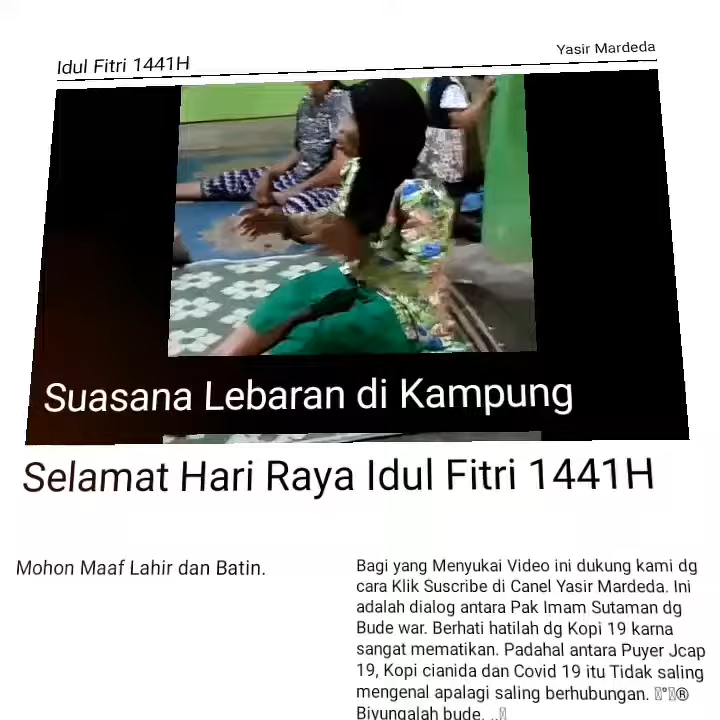 Idul Fitri 1441H
Yasir Mardeda
Suasana Lebaran di Kampung
Selamat Hari Raya Idul Fitri 1441H
Mohon Maaf Lahir dan Batin.
Bagi yang Menyukai Video ini dukung kami dg
cara Klik Suscribe di Canel Yasir Mardeda. Ini
adalah dialog antara Pak Imam Sutaman dg
Bude war. Berhati hatilah dg Kopi 19 karna
sangat mematikan. Padahal antara Puyer Jcap
19, Kopi cianida dan Covid 19 itu Tidak saling
mengenal apalagi saling berhubungan. °®
Biyungalah bude. ..